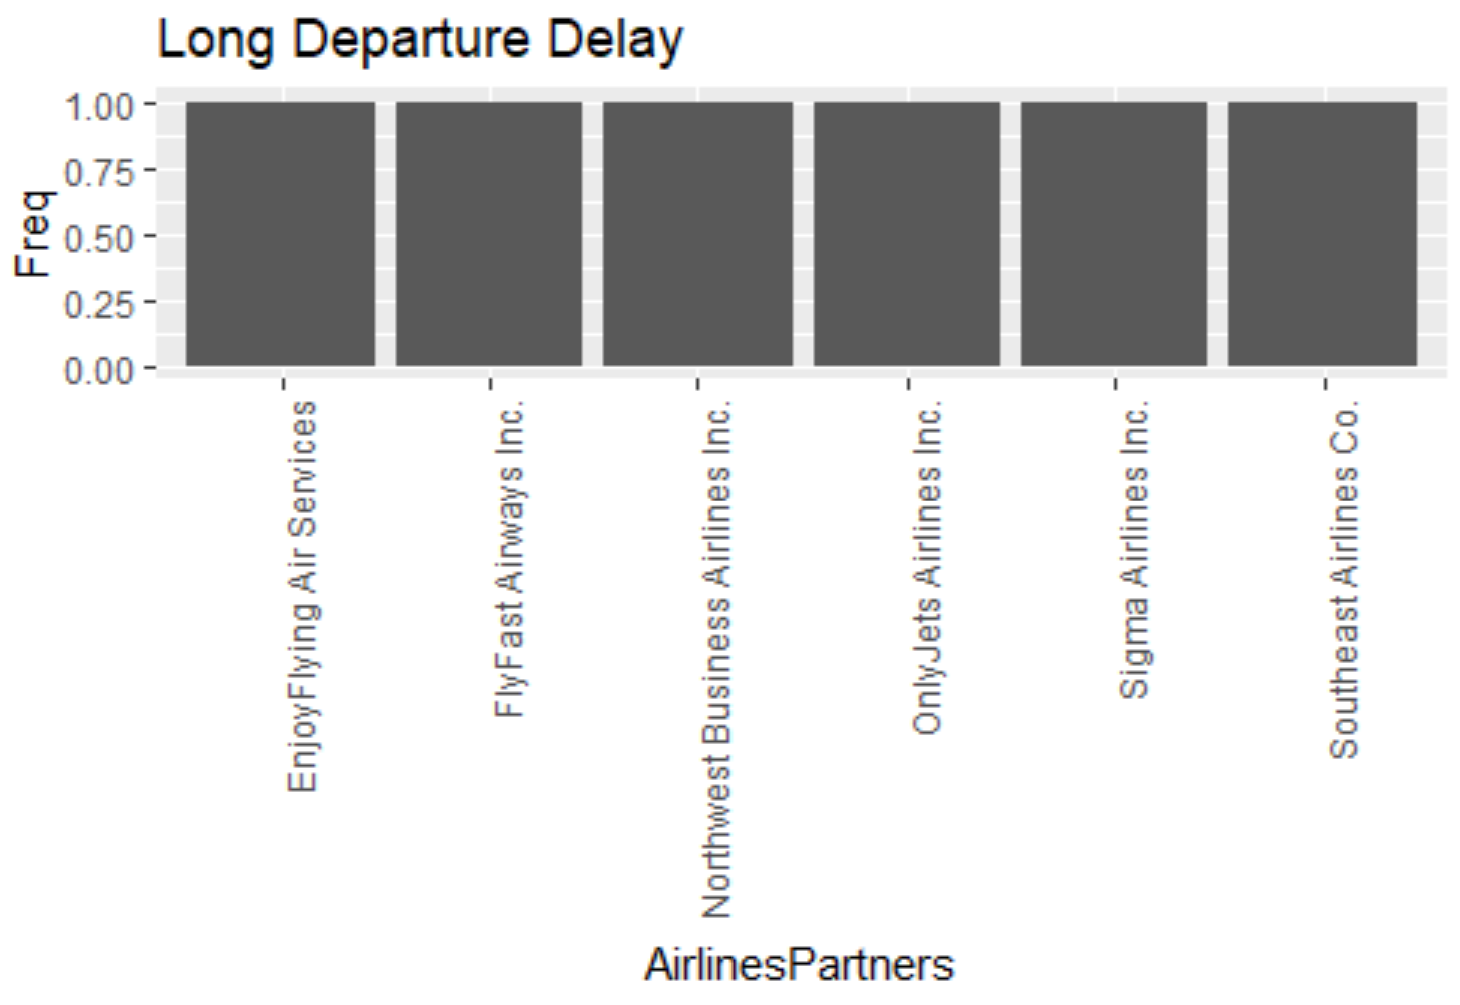 Long Departure Delay
Freq
1.00
0.75
0.50
0.25
0.00
EnjoyFlying Air Services
FlyFast Airways Inc.
Northwest Business Airlines Inc.
OnlyJets Airlines Inc.
Sigma Airlines Inc.
Southeast Airlines Co.
AirlinesPartners